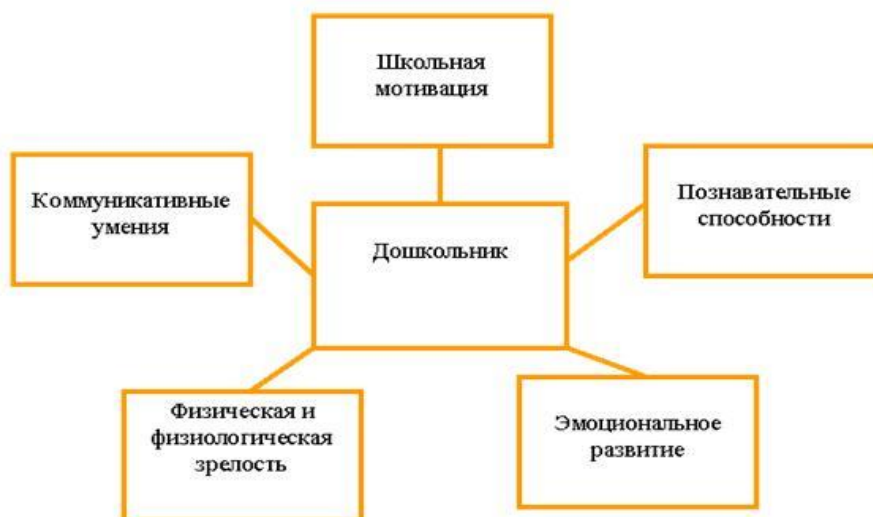 Школьная
мотивация
Коммуникативные
умения
Познавательные
способности
Дошкольник
Физическая и
физиологическая
зрелость
Эмоциональное
развитие